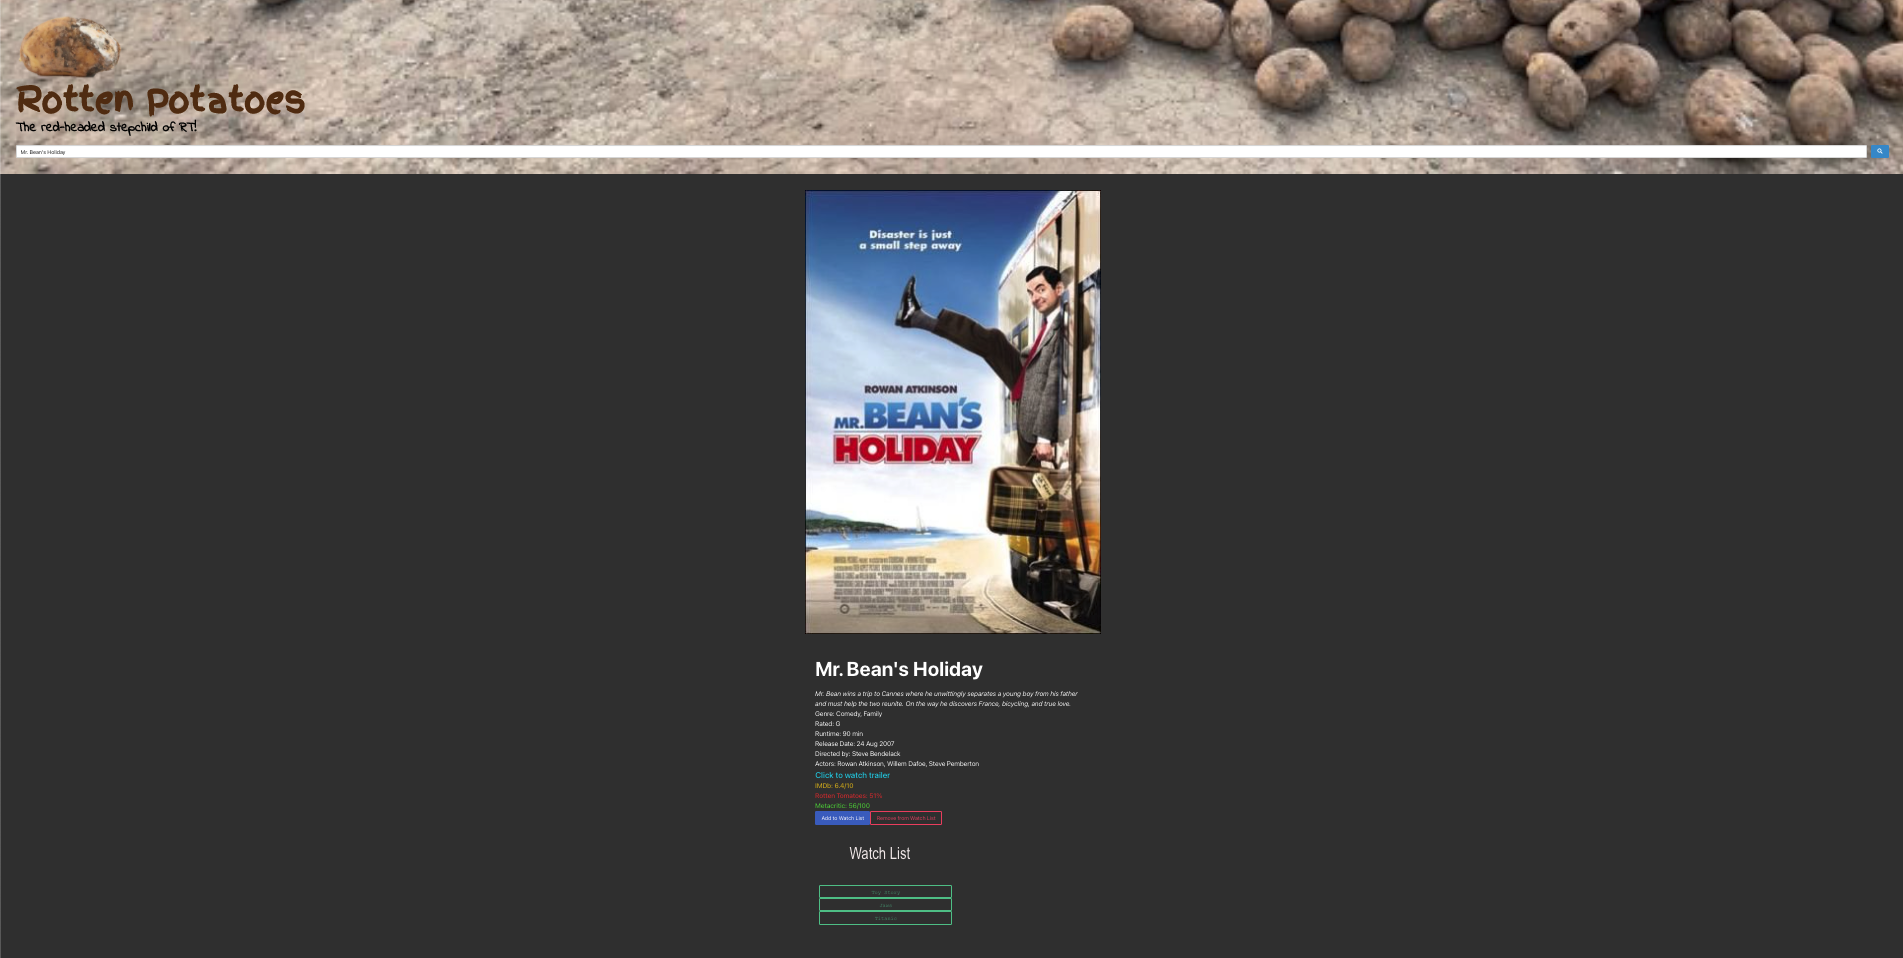 Rotten Potatoes
The red-headed stepchild of RT!
Mr. Bean's Holiday
Disaster is just
a small step away
ROWAN ATKINSON
MR. BEAN'S
HOLIDAY
Mr. Bean's Holiday
Mr. Bean wins a trip to Cannes where he unwittingly separates a young boy from his father
and must help the two reunite. On the way he discovers France, bicycling, and true love.
Genre: Comedy, Family
Rated: G
Runtime: 90 min
Release Date: 24 Aug 2007
Directed by: Steve Bendelack
Actors: Rowan Atkinson, Willem Dafoe, Steve Pemberton
Click to watch trailer
IMDb: 6.4/10
Rotten Tomatoes: 51%
Metacritic: 56/100
Add to Watch List Remove from Watch List
Watch List
Toy Story